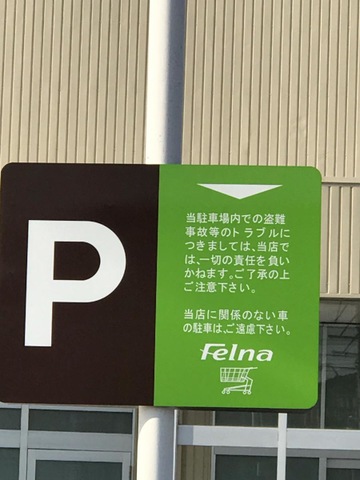 P
当駐車場内での盗難
事故等のトラブルに
つきましては、当店で
は、一切の責任を負い
かねます。ご了承の上
ご注意下さい。
当店に関係のない車
の駐車は、ご遠慮下さい。
Felna